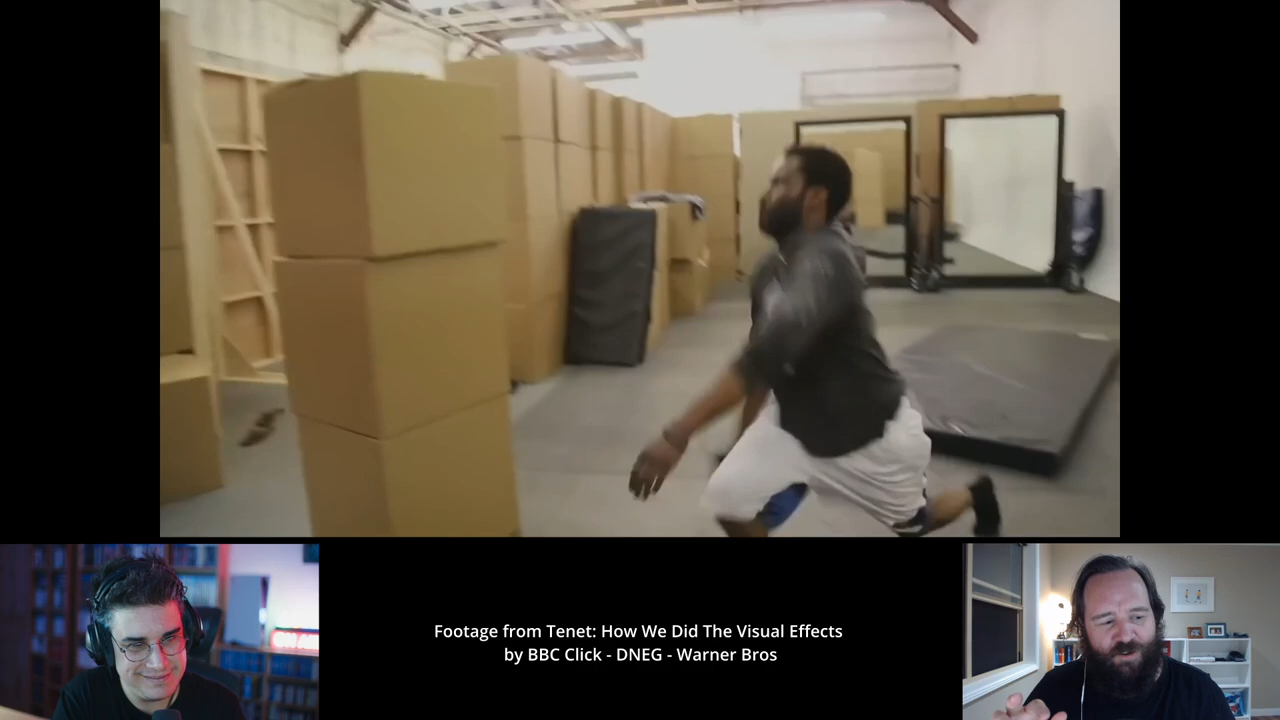 Footage from Tenet: How We Did The Visual Effects
by BBC Click - DNEG - Warner Bros